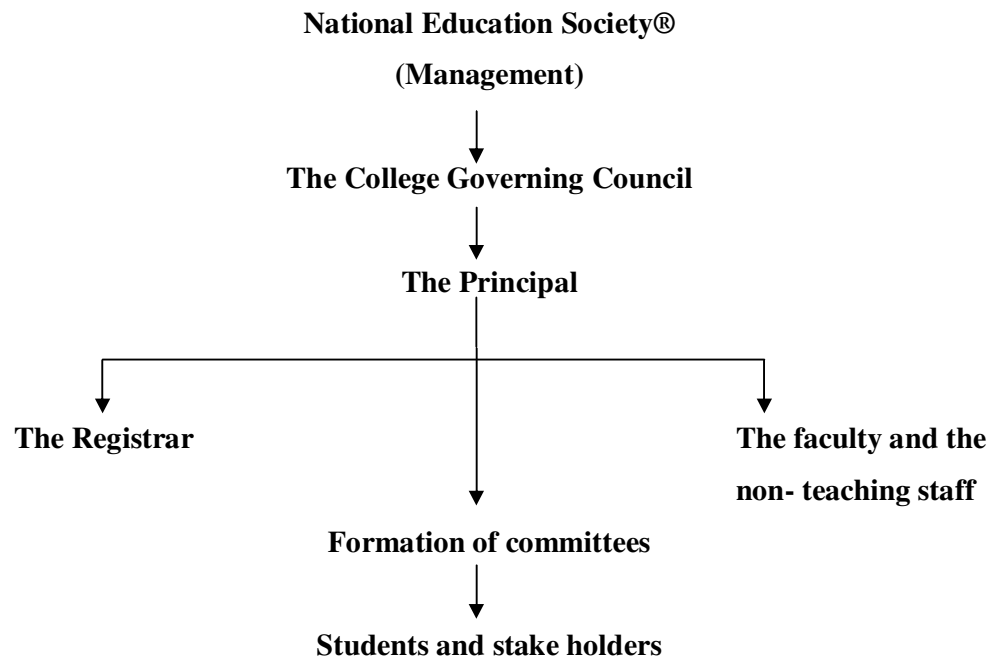 National Education Society®
(Management)
The College Governing Council
The Principal
The Registrar
The faculty and the
non- teaching staff
Formation of committees
Students and stake holders